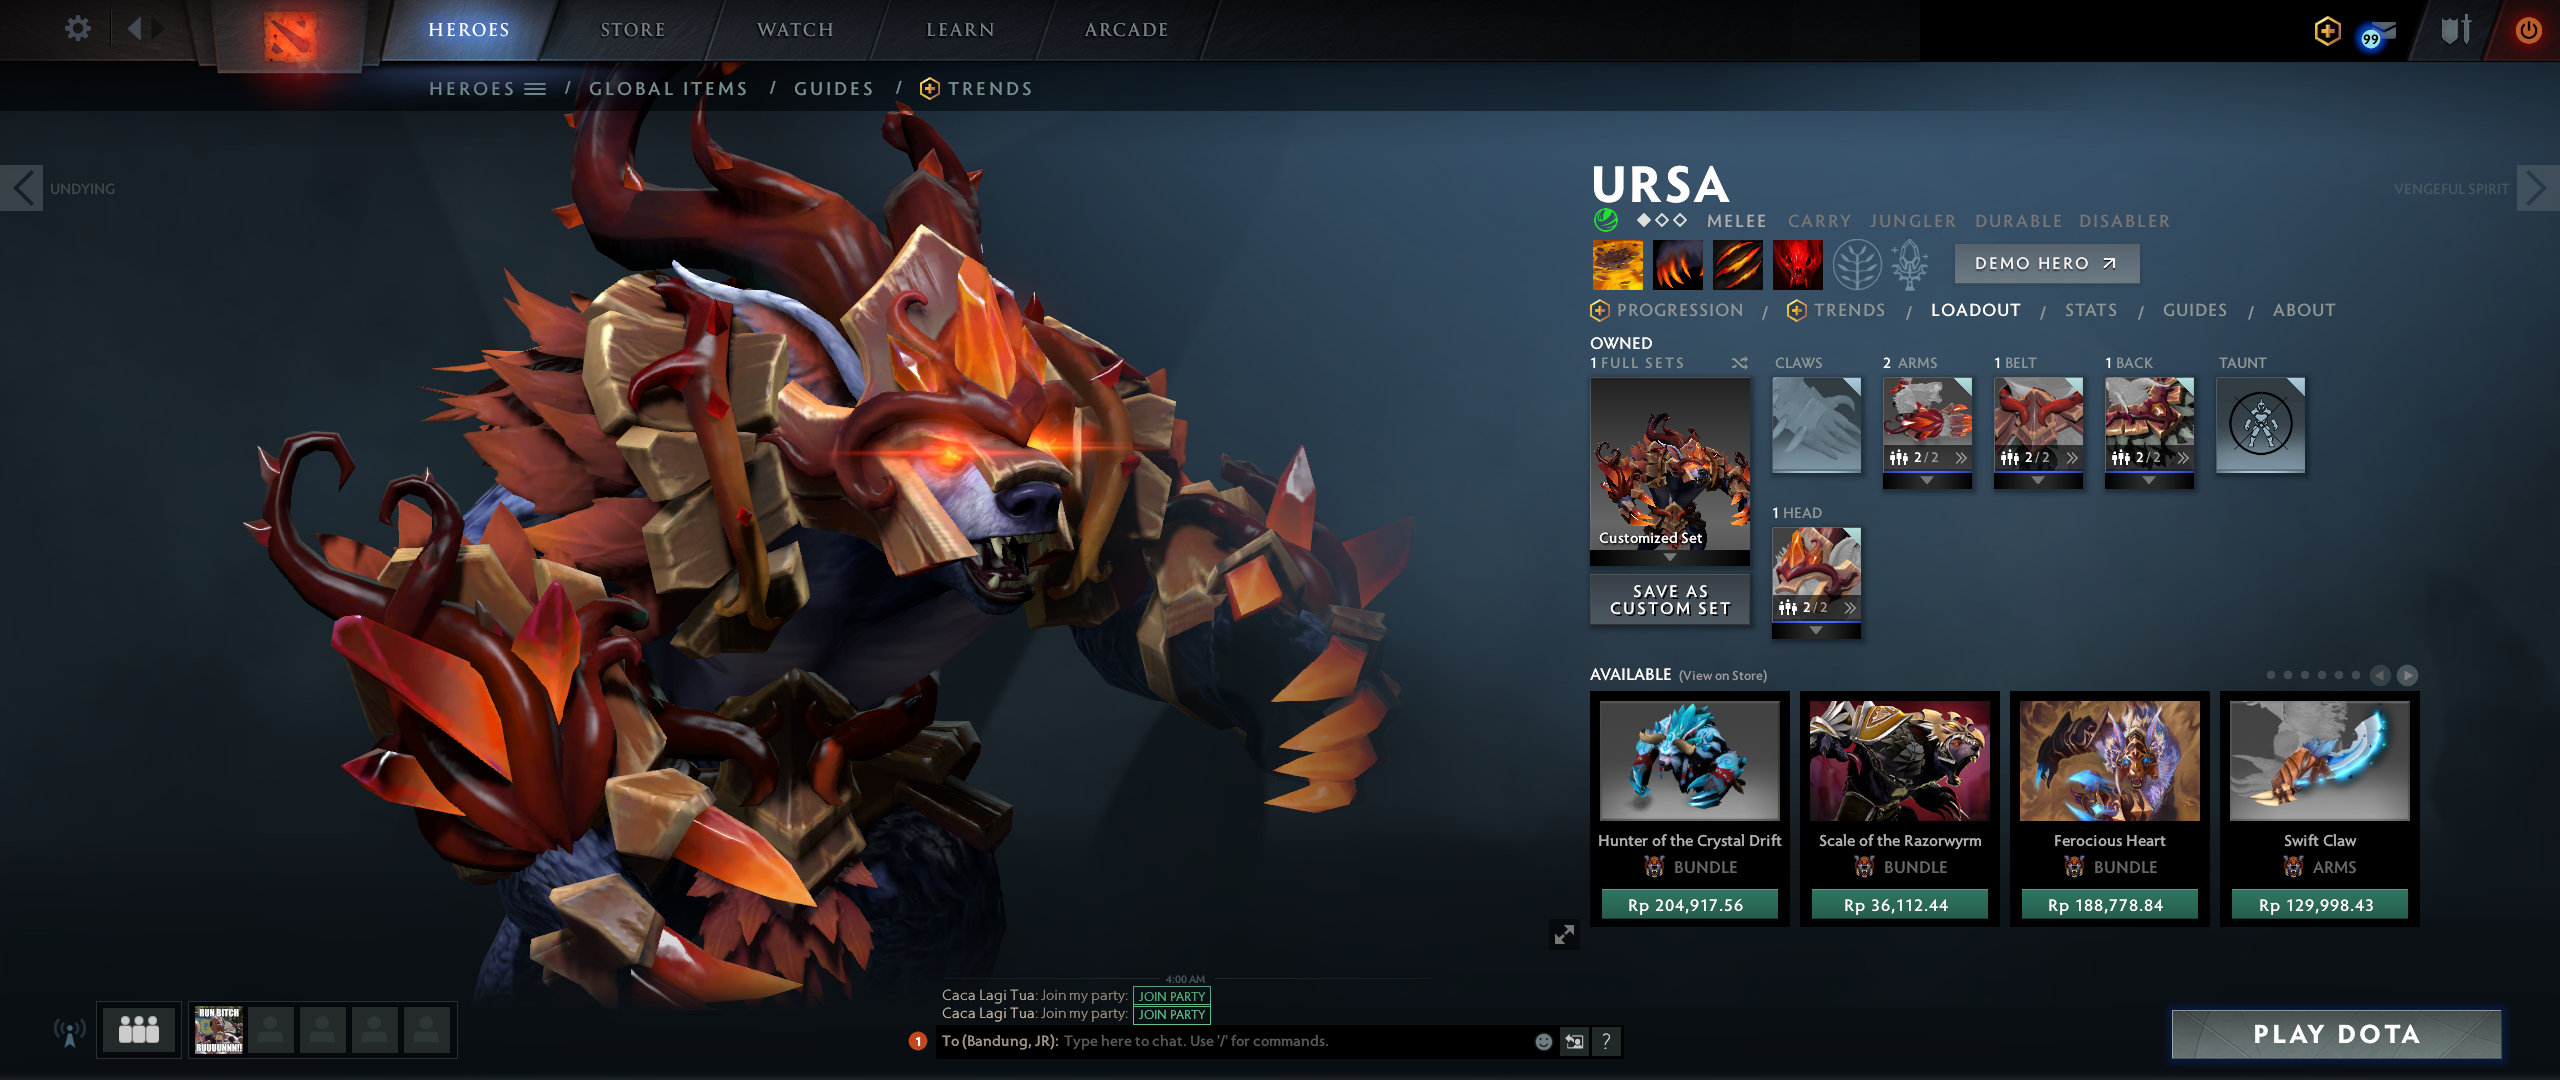 HEROES
STORE
WATCH
LEARN
ARCADE
99
HEROES / GLOBAL ITEMS / GUIDES / TRENDS
UNDYING
VENGEFUL SPIRIT
URSA
MELEE CARRY JUNGLER DURABLE DISABLER
DEMO HERO
PROGRESSION / TRENDS / LOADOUT / STATS / GUIDES / ABOUT
OWNED
1 FULL SETS
CLAWS
2 ARMS
1 BELT
1 BACK
TAUNT
2/2
2/2
2/2
1 HEAD
2/2
Customized Set
SAVE AS
CUSTOM SET
AVAILABLE (View on Store)
Hunter of the Crystal Drift
BUNDLE
Rp 204,917.56
Scale of the Razorwyrm
BUNDLE
Rp 36,112.44
Ferocious Heart
BUNDLE
Rp 188,778.84
Swift Claw
ARMS
Rp 129,998.43
4:00 AM
Caca Lagi Tua: Join my party: JOIN PARTY
Caca Lagi Tua: Join my party: JOIN PARTY
1
To (Bandung, JR): Type here to chat. Use '/' for commands.
?
RUN BITCH
RUUUUNNN!!
PLAY DOTA